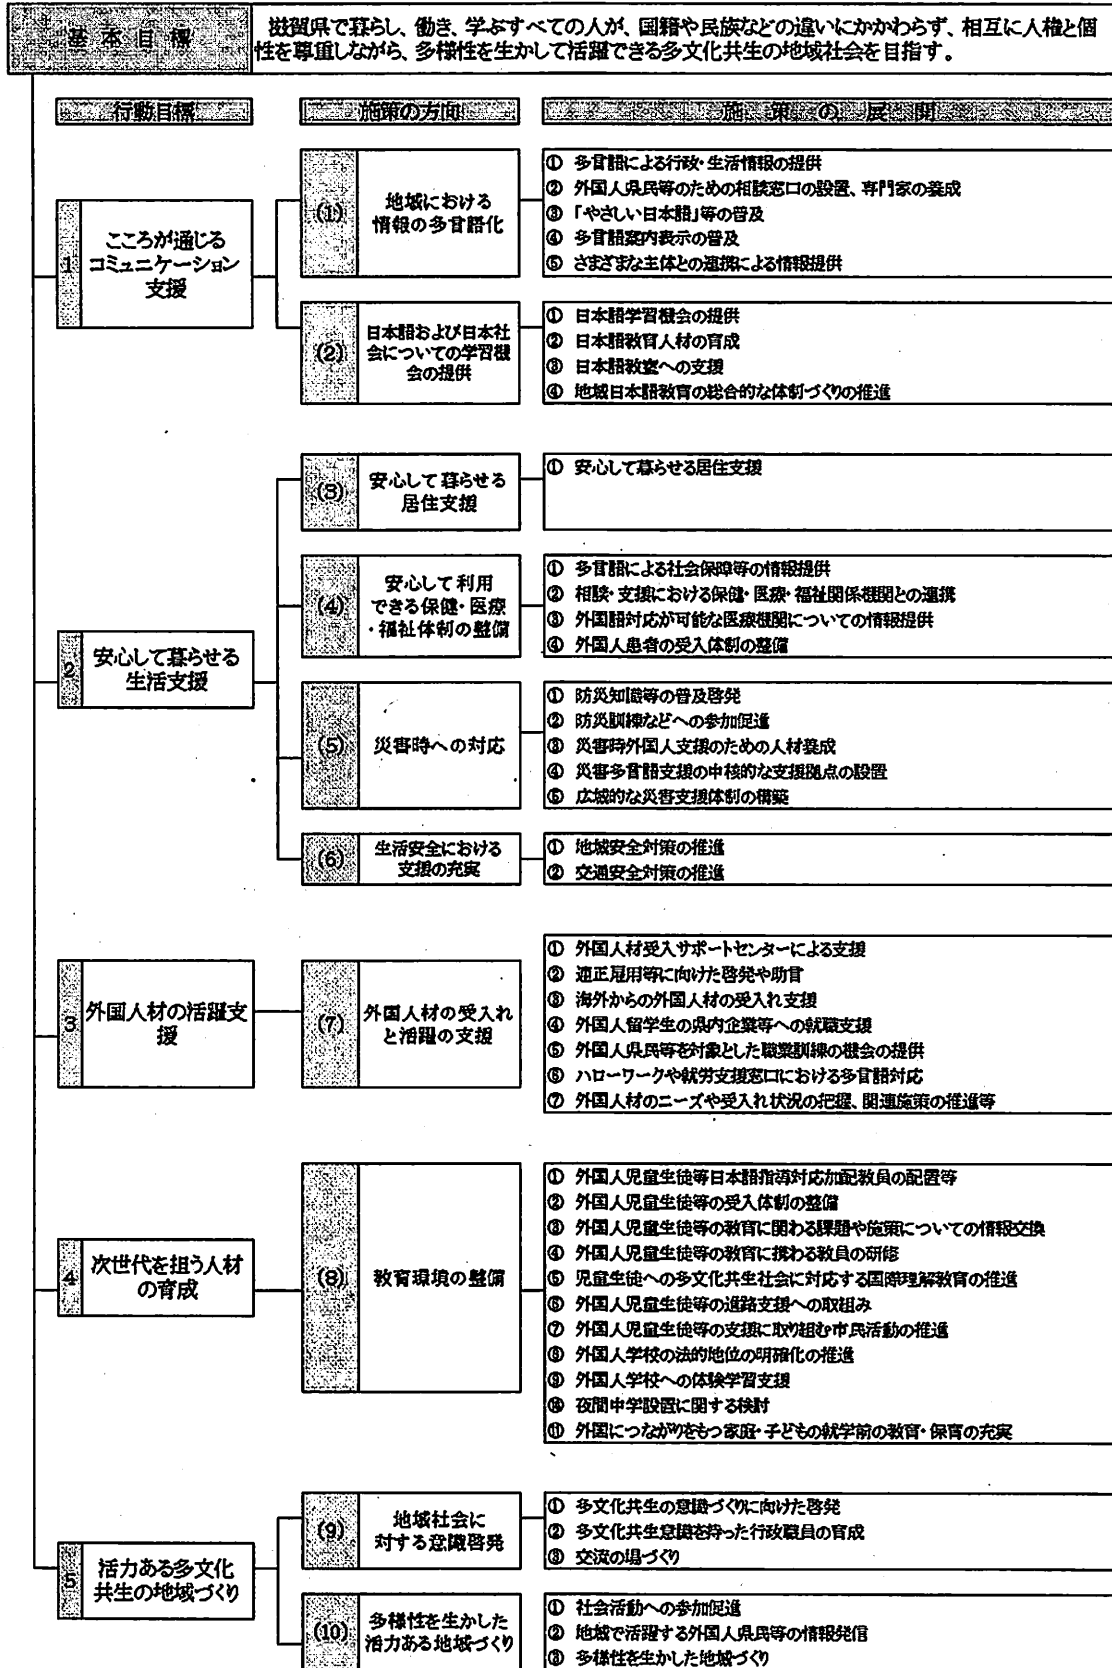 基本目標
滋賀県で暮らし、働き、学ぶすべての人が、国籍や民族などの違いにかかわらず、相互に人権と個
性を尊重しながら、多様性を生かして活躍できる多文化共生の地域社会を目指す。
行動目標
施策の方向
施策の展開
1
こころが通じる
コミュニケーション
支援
(1)
地域における
情報の多言語化
① 多言語による行政・生活情報の提供
② 外国人県民等のための相談窓口の設置、専門家の養成
③ 「やさしい日本語」等の普及
④ 多言語案内表示の普及
⑤ さまざまな主体との連携による情報提供
(2)
日本語および日本社
会についての学習機
会の提供
① 日本語学習機会の提供
② 日本語教育人材の育成
③ 日本語教室への支援
④ 地域日本語教育の総合的な体制づくりの推進
2
安心して暮らせる
生活支援
(3)
安心して暮らせる
居住支援
① 安心して暮らせる居住支援
(4)
安心して利用
できる保健・医療
・福祉体制の整備
① 多言語による社会保障等の情報提供
② 相談・支援における保健・医療・福祉関係機関との連携
③ 外国語対応が可能な医療機関についての情報提供
④ 外国人患者の受入体制の整備
(5)
災害時への対応
① 防災知識等の普及啓発
② 防災訓練などへの参加促進
③ 災害時外国人支援のための人材養成
④ 災害多言語支援の中核的な支援拠点の設置
⑤ 広域的な災害支援体制の構築
(6)
生活安全における
支援の充実
① 地域安全対策の推進
② 交通安全対策の推進
3
外国人材の活躍支
援
(7)
外国人材の受入れ
と活躍の支援
① 外国人材受入サポートセンターによる支援
② 適正雇用等に向けた啓発や助言
③ 海外からの外国人材の受入れ支援
④ 外国人留学生の県内企業等への就職支援
⑤ 外国人県民等を対象とした職業訓練の機会の提供
⑥ ハローワークや就労支援窓口における多言語対応
⑦ 外国人材のニーズや受入れ状況の把握、関連施策の推進等
4
次世代を担う人材
の育成
(8)
教育環境の整備
① 外国人児童生徒等日本語指導対応加配教員の配置等
② 外国人児童生徒等の受入体制の整備
③ 外国人児童生徒等の教育に関わる課題や施策についての情報交換
④ 外国人児童生徒等の教育に携わる教員の研修
⑤ 児童生徒への多文化共生社会に対応する国際理解教育の推進
⑥ 外国人児童生徒等の進路支援への取組み
⑦ 外国人児童生徒等の支援に取り組む市民活動の推進
⑧ 外国人学校の法的地位の明確化の推進
⑨ 外国人学校への体験学習支援
⑩ 夜間中学設置に関する検討
⑪ 外国につながりをもつ家庭・子どもの就学前の教育・保育の充実
5
活力ある多文化
共生の地域づくり
(9)
地域社会に
対する意識啓発
① 多文化共生の意識づくりに向けた啓発
② 多文化共生意識を持った行政職員の育成
③ 交流の場づくり
(10)
多様性を生かした
活力ある地域づくり
① 社会活動への参加促進
② 地域で活躍する外国人県民等の情報発信
③ 多様性を生かした地域づくり